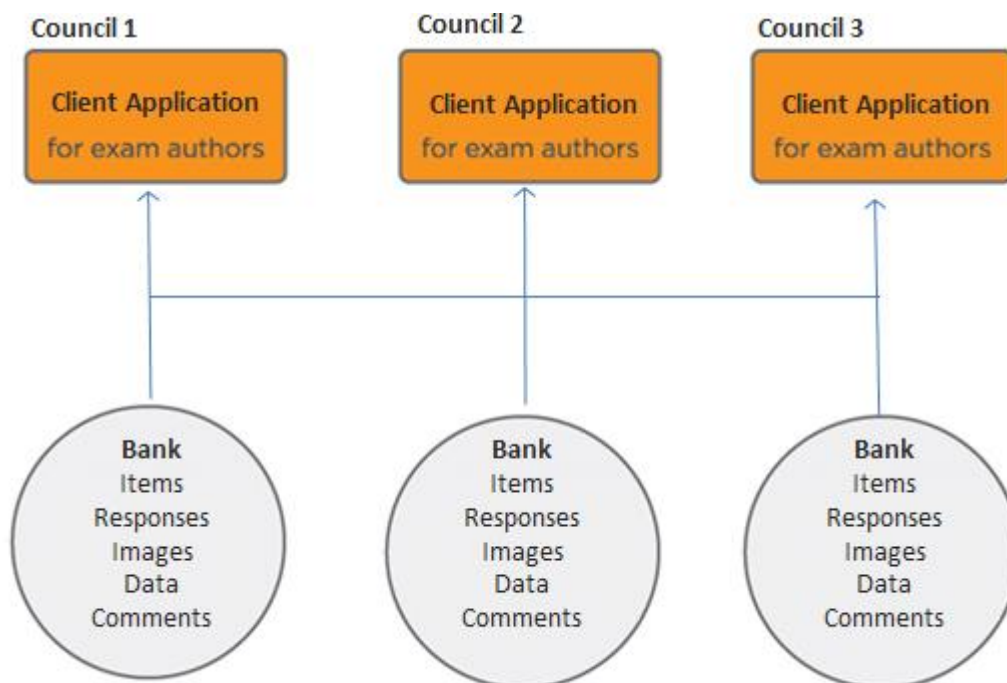 Council 1
Client Application
for exam authors
Council 2
Client Application
for exam authors
Council 3
Client Application
for exam authors
Bank
Items
Responses
Images
Data
Comments
Bank
Items
Responses
Images
Data
Comments
Bank
Items
Responses
Images
Data
Comments